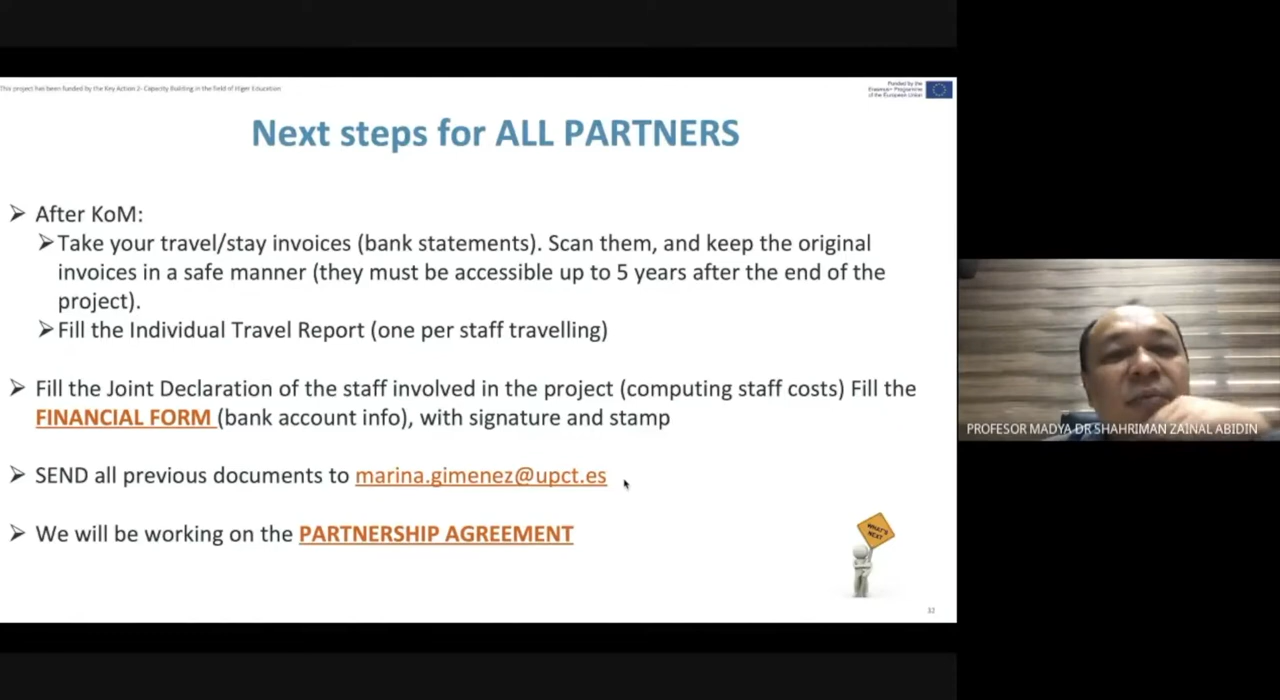 This project has been funded by the Key Action 2- Capacity Building in the field of Higer Education
Funded by the
Erasmus+ Programme
of the European Union
Next steps for ALL PARTNERS
➢ After KoM:
➢Take your travel/stay invoices (bank statements). Scan them, and keep the original
invoices in a safe manner (they must be accessible up to 5 years after the end of the
project).
➢Fill the Individual Travel Report (one per staff travelling)
➢ Fill the Joint Declaration of the staff involved in the project (computing staff costs) Fill the
FINANCIAL FORM (bank account info), with signature and stamp
➢ SEND all previous documents to marina.gimenez@upct.es
➢ We will be working on the PARTNERSHIP AGREEMENT
WHAT'S
NEXT
32
PROFESOR MADYA DR SHAHRIMAN ZAINAL ABIDIN